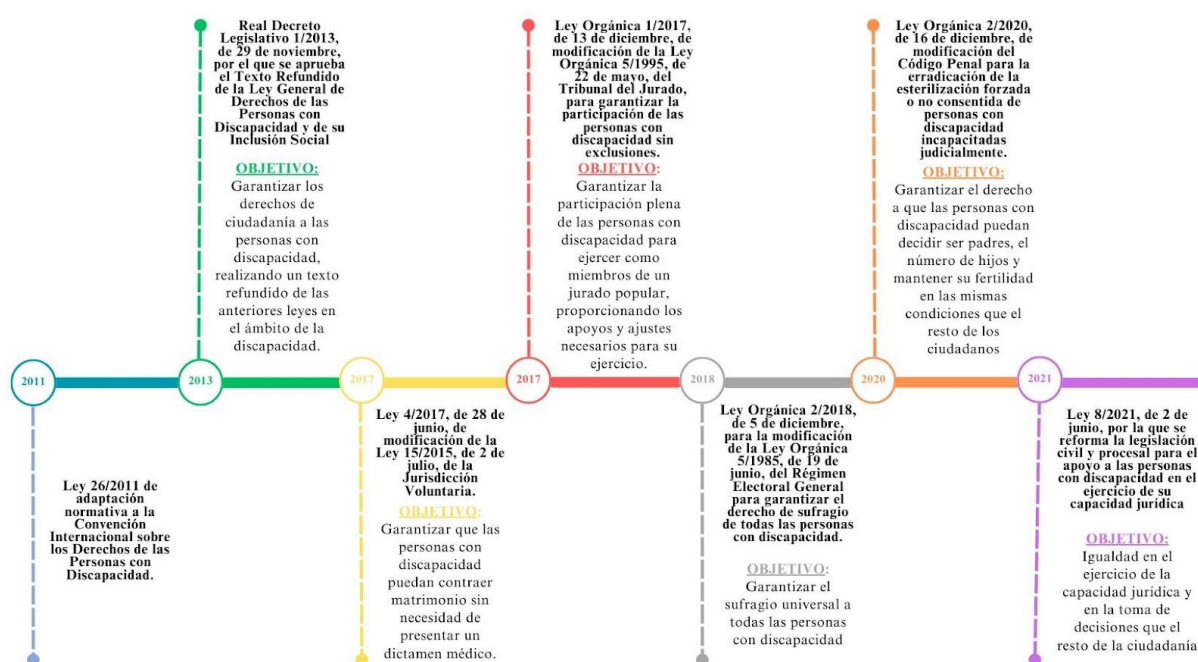 Real Decreto
Legislativo 1/2013,
de 29 de noviembre,
por el que se aprueba
el Texto Refundido
de la Ley General de
Derechos de las
Personas con
Discapacidad y de su
Inclusión Social
OBJETIVO:
Garantizar los
derechos de
ciudadanía a las
personas con
discapacidad,
realizando un texto
refundido de las
anteriores leyes en
el ámbito de la
discapacidad.
Ley Orgánica 1/2017,
de 13 de diciembre, de
modificación de la Ley
Orgánica 5/1995, de
22 de mayo, del
Tribunal del Jurado,
para garantizar la
participación de las
personas con
discapacidad sin
exclusiones.
OBJETIVO:
Garantizar la
participación plena
de las personas con
discapacidad para
ejercer como
miembros de un
jurado popular,
proporcionando los
apoyos y ajustes
necesarios para su
ejercicio.
Ley Orgánica 2/2020,
de 16 de diciembre, de
modificación del
Código Penal para la
erradicación de la
esterilización forzada
o no consentida de
personas con
discapacidad
incapacitadas
judicialmente.
OBJETIVO:
Garantizar el derecho
a que las personas con
discapacidad puedan
decidir ser padres, el
número de hijos y
mantener su fertilidad
en las mismas
condiciones que el
resto de los
ciudadanos
2011
2013
2017
2017
2018
2020
2021
Ley 26/2011 de
adaptación
normativa a la
Convención
Internacional sobre
los Derechos de las
Personas con
Discapacidad.
Ley 4/2017, de 28 de
junio, de
modificación de la
Ley 15/2015, de 2 de
julio, de la
Jurisdicción
Voluntaria.
OBJETIVO:
Garantizar que las
personas con
discapacidad
puedan contraer
matrimonio sin
necesidad de
presentar un
dictamen médico.
Ley Orgánica 2/2018,
de 5 de diciembre,
para la modificación
de la Ley Orgánica
5/1985, de 19 de
junio, del Régimen
Electoral General
para garantizar el
derecho de sufragio
de todas las personas
con discapacidad.
OBJETIVO:
Garantizar el
sufragio universal a
todas las personas
con discapacidad
Ley 8/2021, de 2 de
junio, por la que se
reforma la legislación
civil y procesal para el
apoyo a las personas
con discapacidad en el
ejercicio de su
capacidad jurídica
OBJETIVO:
Igualdad en el
ejercicio de la
capacidad jurídica y
en la toma de
decisiones que el
resto de la ciudadanía